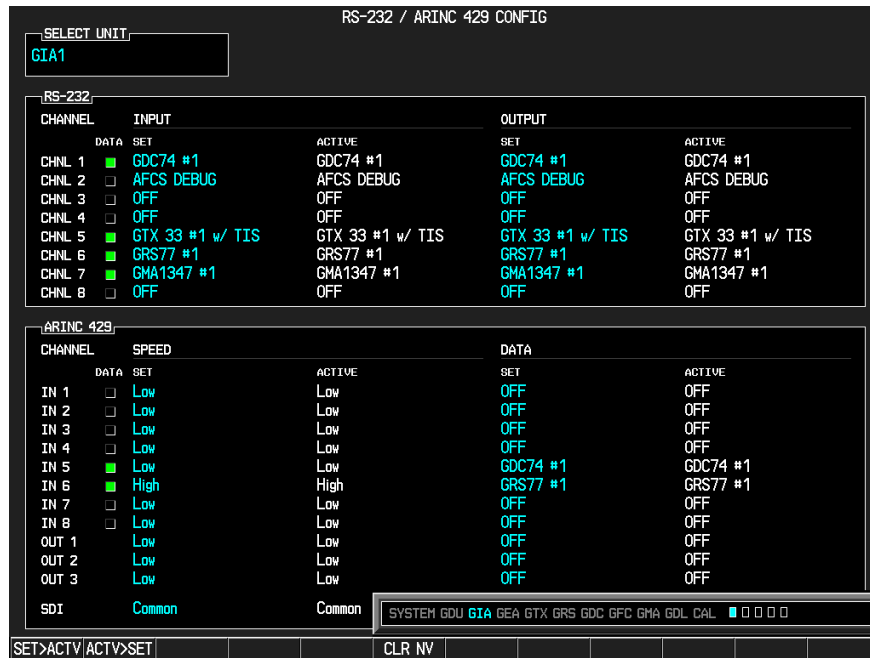 RS-232 / ARINC 429 CONFIG
SELECT UNIT
GIA1
RS-232
CHANNEL INPUT OUTPUT
DATA SET ACTIVE SET ACTIVE
CHNL 1 GDC74 #1 GDC74 #1 GDC74 #1 GDC74 #1
CHNL 2 AFCS DEBUG AFCS DEBUG AFCS DEBUG AFCS DEBUG
CHNL 3 OFF OFF OFF OFF
CHNL 4 OFF OFF OFF OFF
CHNL 5 GTX 33 #1 w/ TIS GTX 33 #1 w/ TIS GTX 33 #1 w/ TIS GTX 33 #1 w/ TIS
CHNL 6 GRS77 #1 GRS77 #1 GRS77 #1 GRS77 #1
CHNL 7 GMA1347 #1 GMA1347 #1 GMA1347 #1 GMA1347 #1
CHNL 8 OFF OFF OFF OFF
ARINC 429
CHANNEL SPEED DATA
DATA SET ACTIVE SET ACTIVE
IN 1 Low Low OFF OFF
IN 2 Low Low OFF OFF
IN 3 Low Low OFF OFF
IN 4 Low Low OFF OFF
IN 5 Low Low GDC74 #1 GDC74 #1
IN 6 High High GRS77 #1 GRS77 #1
IN 7 Low Low OFF OFF
IN 8 Low Low OFF OFF
OUT 1 Low Low OFF OFF
OUT 2 Low Low OFF OFF
OUT 3 Low Low OFF OFF
SDI Common Common
SYSTEM GDU GIA GEA GTX GRS GDC GFC GMA GDL CAL
SET>ACTV ACTV>SET CLR NV